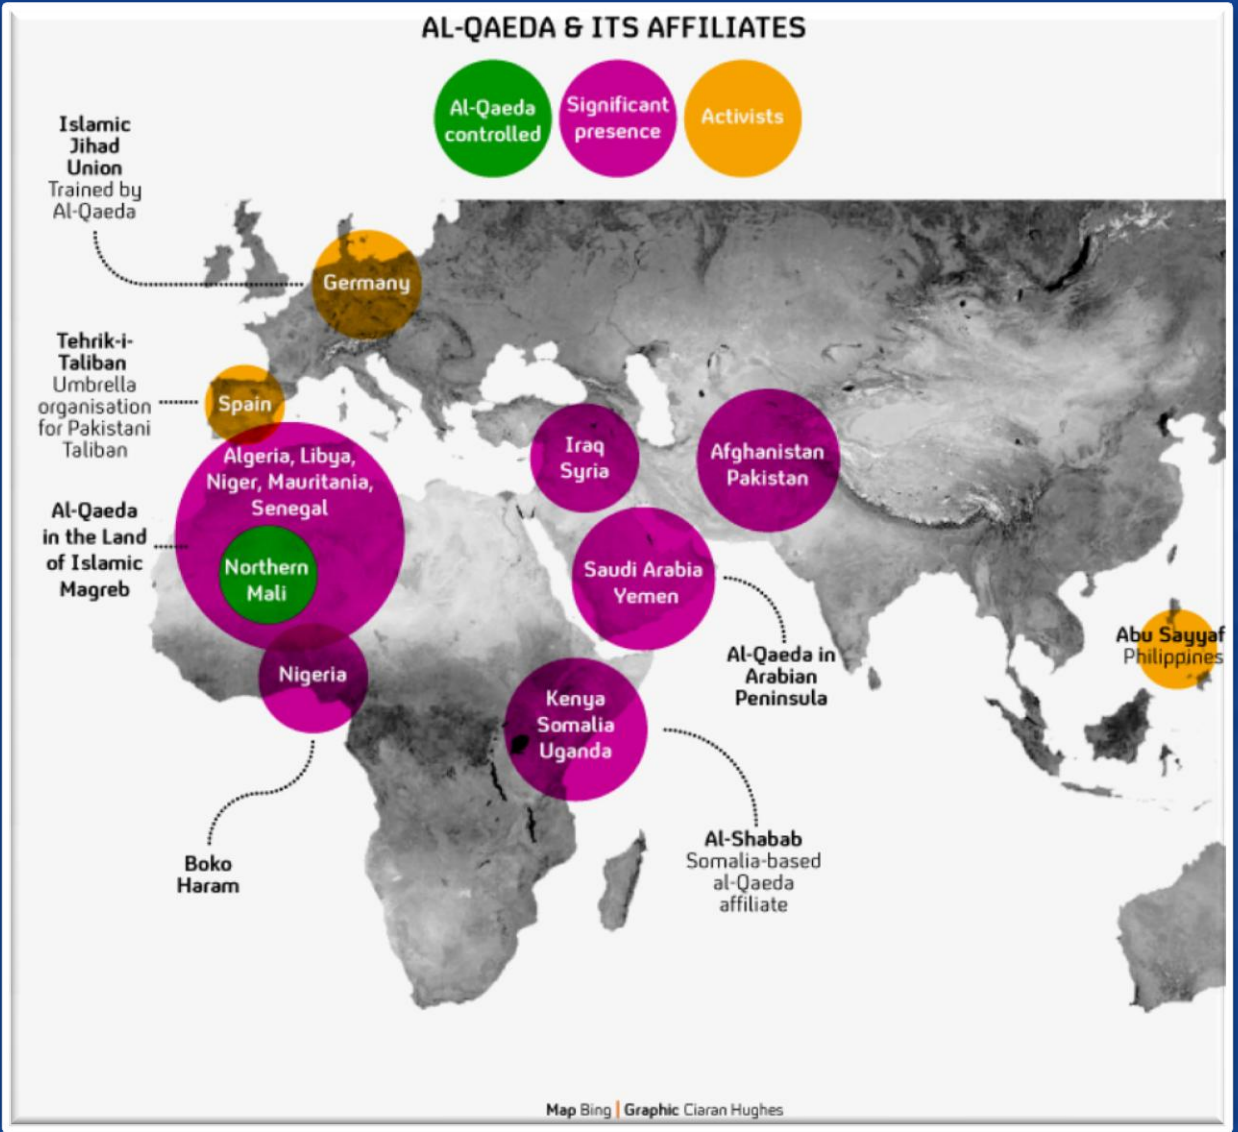 AL-QAEDA & ITS AFFILIATES
Al-Qaeda
controlled
Significant
presence
Activists
Islamic
Jihad
Union
Trained by
Al-Qaeda
Germany
Tehrik-i-
Taliban
Umbrella
organisation
for Pakistani
Taliban
Spain
Algeria, Libya,
Niger, Mauritania,
Senegal
Iraq
Syria
Afghanistan
Pakistan
Al-Qaeda
in the Land
of Islamic
Magreb
Northern
Mali
Saudi Arabia
Yemen
Abu Sayyaf
Philippines
Al-Qaeda in
Arabian
Peninsula
Nigeria
Kenya
Somalia
Uganda
Boko
Haram
Al-Shabab
Somalia-based
al-Qaeda
affiliate
Map Bing | Graphic Ciaran Hughes